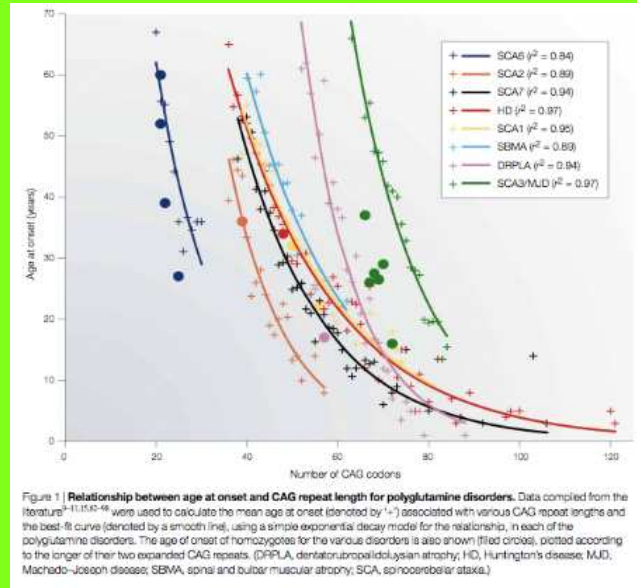 70
60
50
40
30
20
10
0
Age at onset (years)
0 20 40 60 80 100 120
Number of CAG codons
SCA6 (r² = 0.84)
SCA2 (r² = 0.89)
SCA7 (r² = 0.94)
HD (r² = 0.97)
SCA1 (r² = 0.95)
SBMA (r² = 0.89)
DRPLA (r² = 0.94)
SCA3/MJD (r² = 0.97)
Figure 1 | Relationship between age at onset and CAG repeat length for polyglutamine disorders. Data compiled from the
literature were used to calculate the mean age at onset (denoted by '+') associated with various CAG repeat lengths and
the best-fit curve (denoted by a smooth line), using a simple exponential decay model for the relationship, in each of the
polyglutamine disorders. The age of onset of homozygotes for the various disorders is also shown (filled circles), plotted according
to the longer of their two expanded CAG repeats. (DRPLA, dentatorubropallidoluysian atrophy; HD, Huntington's disease; MJD,
Machado–Joseph disease; SBMA, spinal and bulbar muscular atrophy; SCA, spinocerebellar ataxia.)